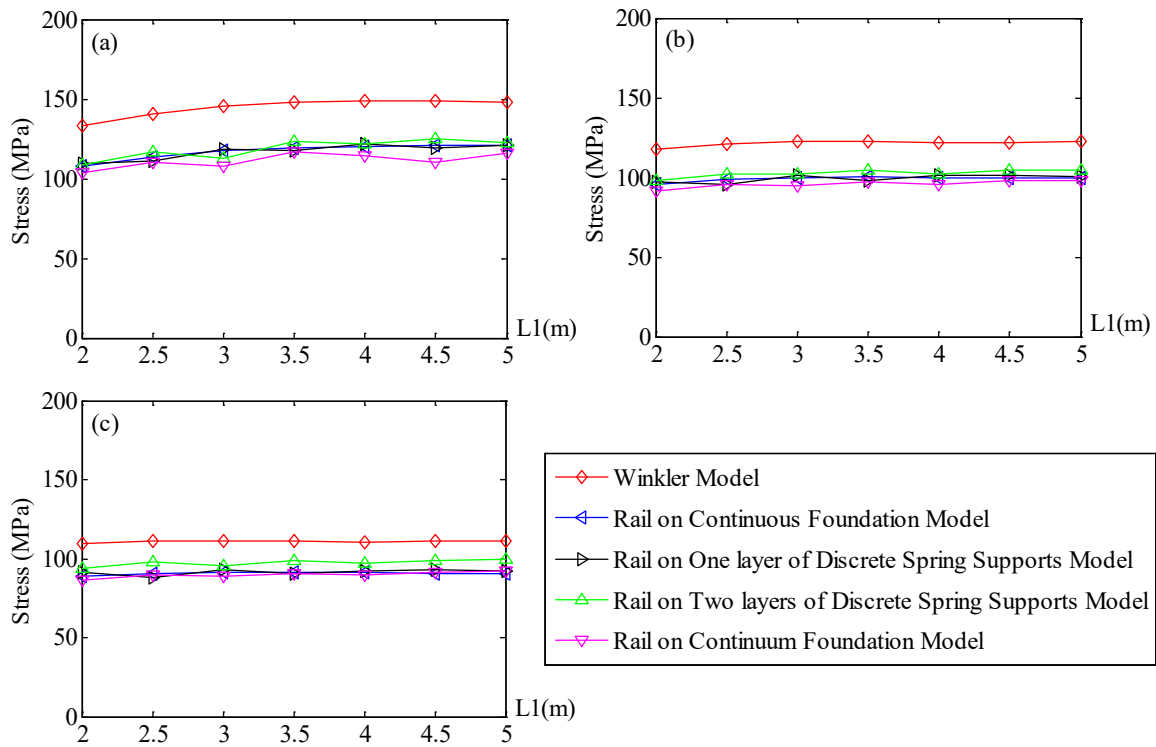 (a)
200
150
100
50
0
Stress (MPa)
2 2.5 3 3.5 4 4.5 5
L1(m)
(b)
200
150
100
50
0
Stress (MPa)
2 2.5 3 3.5 4 4.5 5
L1(m)
(c)
200
150
100
50
0
Stress (MPa)
2 2.5 3 3.5 4 4.5 5
L1(m)
Winkler Model
Rail on Continuous Foundation Model
Rail on One layer of Discrete Spring Supports Model
Rail on Two layers of Discrete Spring Supports Model
Rail on Continuum Foundation Model